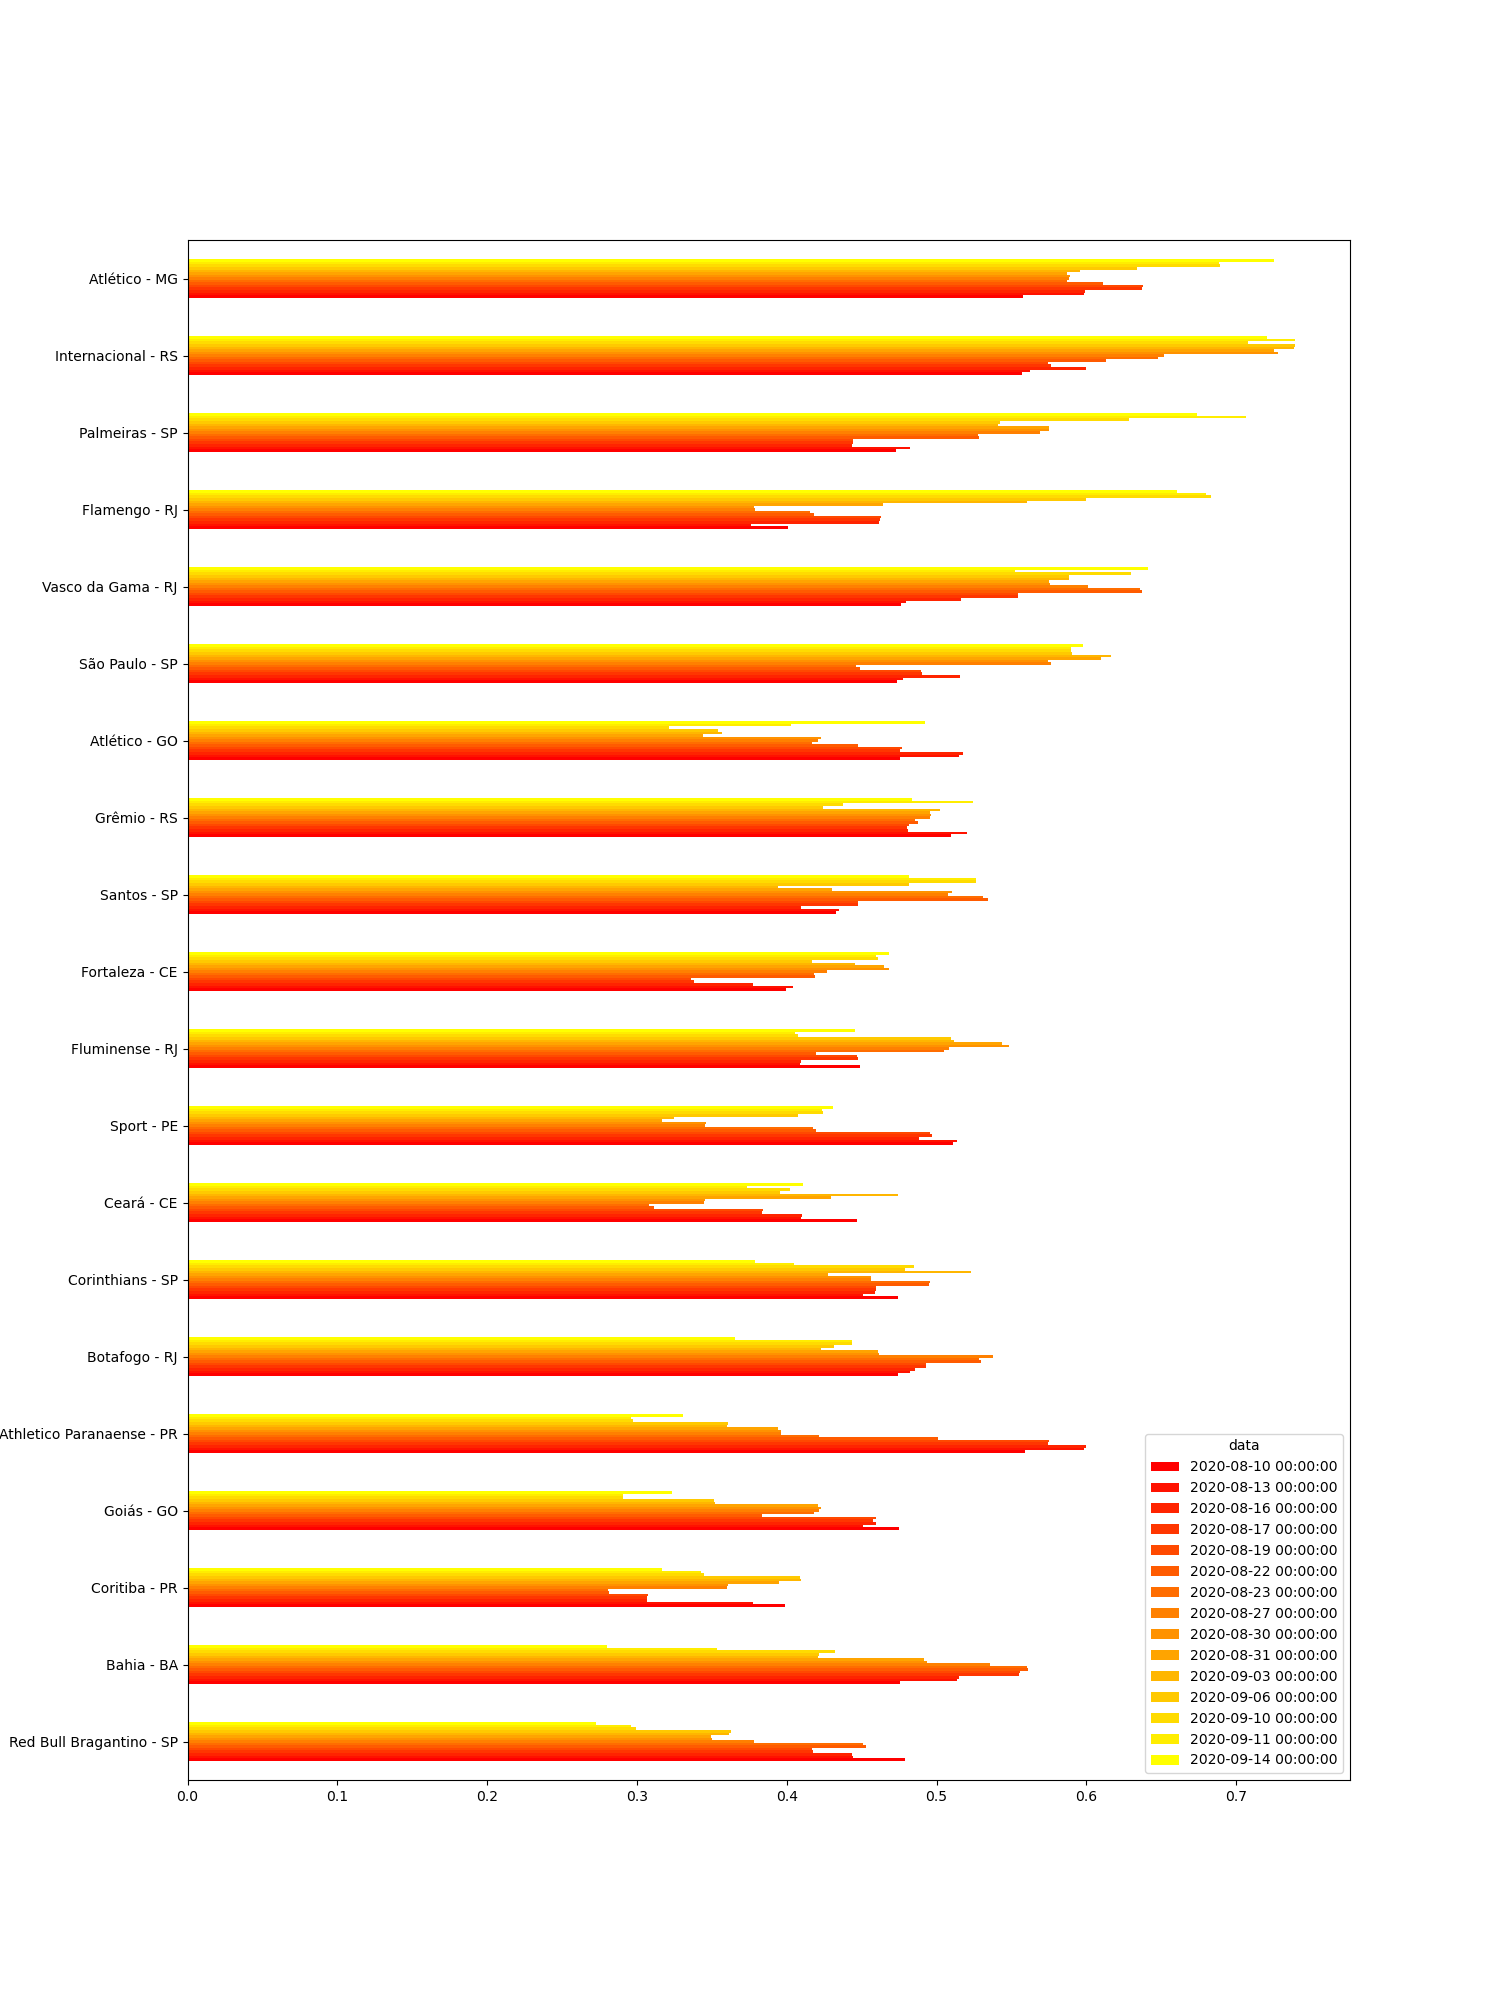 Atlético - MG
Internacional - RS
Palmeiras - SP
Flamengo - RJ
Vasco da Gama - RJ
São Paulo - SP
Atlético - GO
Grêmio - RS
Santos - SP
Fortaleza - CE
Fluminense - RJ
Sport - PE
Ceará - CE
Corinthians - SP
Botafogo - RJ
Athletico Paranaense - PR
Goiás - GO
Coritiba - PR
Bahia - BA
Red Bull Bragantino - SP
data
2020-08-10 00:00:00
2020-08-13 00:00:00
2020-08-16 00:00:00
2020-08-17 00:00:00
2020-08-19 00:00:00
2020-08-22 00:00:00
2020-08-23 00:00:00
2020-08-27 00:00:00
2020-08-30 00:00:00
2020-08-31 00:00:00
2020-09-03 00:00:00
2020-09-06 00:00:00
2020-09-10 00:00:00
2020-09-11 00:00:00
2020-09-14 00:00:00
0.0 0.1 0.2 0.3 0.4 0.5 0.6 0.7